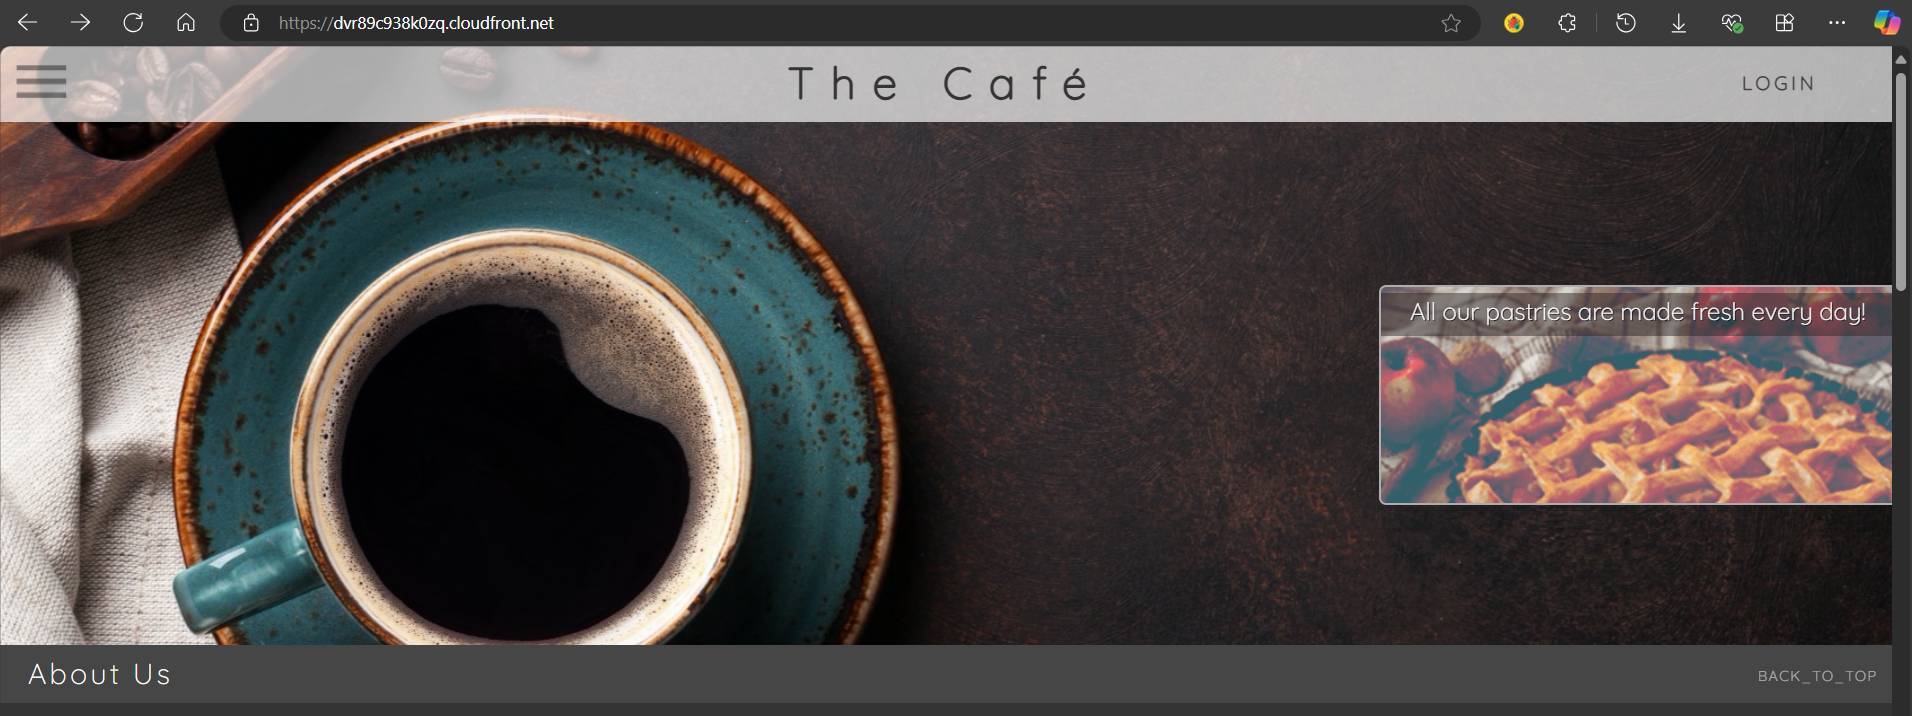 https://dvr89c938k0zq.cloudfront.net
The Café
LOGIN
All our pastries are made fresh every day!
About Us
BACK_TO_TOP